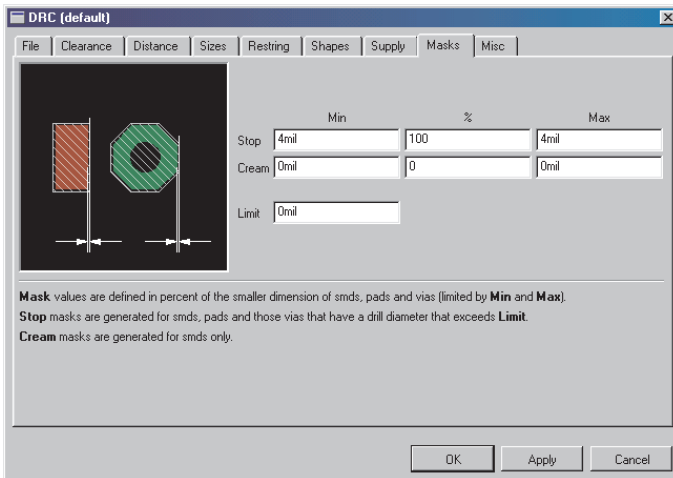 DRC (default)
File Clearance Distance Sizes Restring Shapes Supply Masks Misc
Min % Max
Stop 4mil 100 4mil
Cream 0mil 0 0mil
Limit 0mil
Mask values are defined in percent of the smaller dimension of smds, pads and vias (limited by Min and Max).
Stop masks are generated for smds, pads and those vias that have a drill diameter that exceeds Limit.
Cream masks are generated for smds only.
OK Apply Cancel